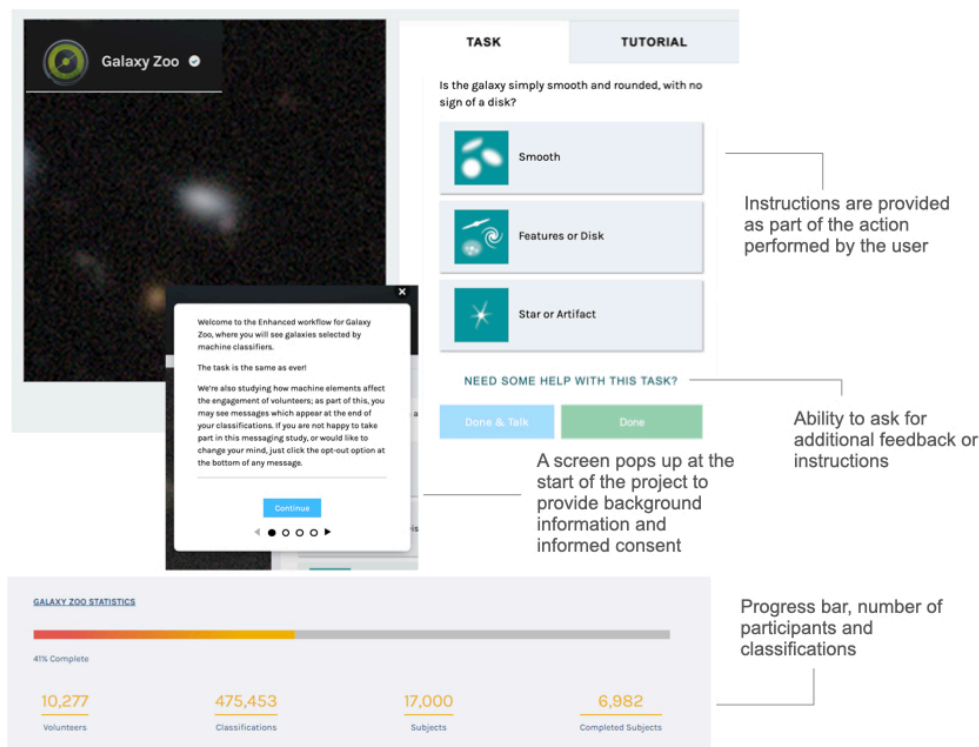 Galaxy Zoo
TASK
TUTORIAL
Is the galaxy simply smooth and rounded, with no
sign of a disk?
Smooth
Features or Disk
Star or Artifact
NEED SOME HELP WITH THIS TASK?
Done & Talk
Done
Instructions are provided
as part of the action
performed by the user
Ability to ask for
additional feedback or
instructions
Welcome to the Enhanced workflow for Galaxy
Zoo, where you will see galaxies selected by
machine classifiers.
The task is the same as ever!
We're also studying how machine elements affect
the engagement of volunteers; as part of this, you
may see messages which appear at the end of
your classifications. If you are not happy to take
part in this messaging study, or would like to
change your mind, just click the opt-out option at
the bottom of any message.
Continue
A screen pops up at the
start of the project to
provide background
information and
informed consent
GALAXY ZOO STATISTICS
41% Complete
10,277
Volunteers
475,453
Classifications
17,000
Subjects
6,982
Completed Subjects
Progress bar, number of
participants and
classifications